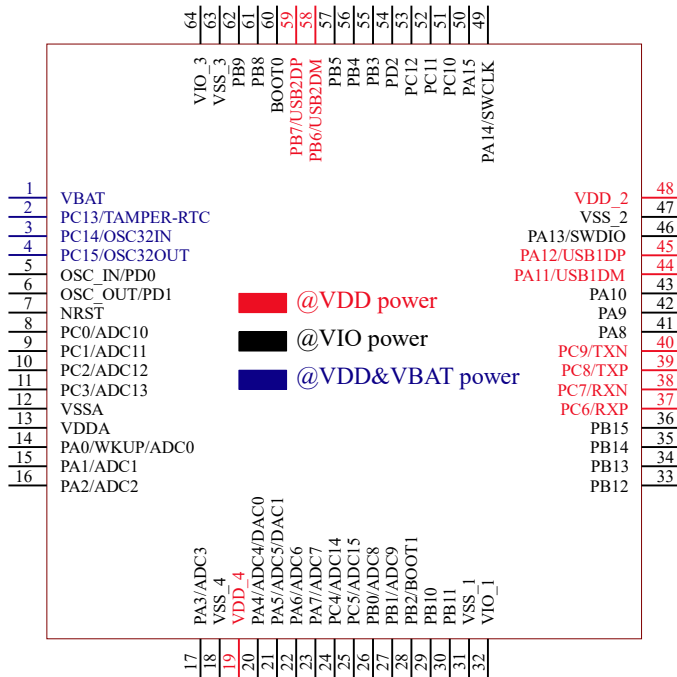 64
63
62
61
60
59
58
57
56
55
54
53
52
51
50
49
VIO_3
VSS_3
PB9
PB8
BOOT0
PB7/USB2DP
PB6/USB2DM
PB5
PB4
PB3
PD2
PC12
PC11
PC10
PA15
PA14/SWCLK
1 VBAT
2 PC13/TAMPER-RTC
3 PC14/OSC32IN
4 PC15/OSC32OUT
5 OSC_IN/PD0
6 OSC_OUT/PD1
7 NRST
8 PC0/ADC10
9 PC1/ADC11
10 PC2/ADC12
11 PC3/ADC13
12 VSSA
13 VDDA
14 PA0/WKUP/ADC0
15 PA1/ADC1
16 PA2/ADC2
@VDD power
@VIO power
@VDD&VBAT power
VDD_2 48
VSS_2 47
PA13/SWDIO 46
PA12/USB1DP 45
PA11/USB1DM 44
PA10 43
PA9 42
PA8 41
PC9/TXN 40
PC8/TXP 39
PC7/RXN 38
PC6/RXP 37
PB15 36
PB14 35
PB13 34
PB12 33
PA3/ADC3
VSS_4
VDD_4
PA4/ADC4/DAC0
PA5/ADC5/DAC1
PA6/ADC6
PA7/ADC7
PC4/ADC14
PC5/ADC15
PB0/ADC8
PB1/ADC9
PB2/BOOT1
PB10
PB11
VSS_1
VIO_1
17
18
19
20
21
22
23
24
25
26
27
28
29
30
31
32